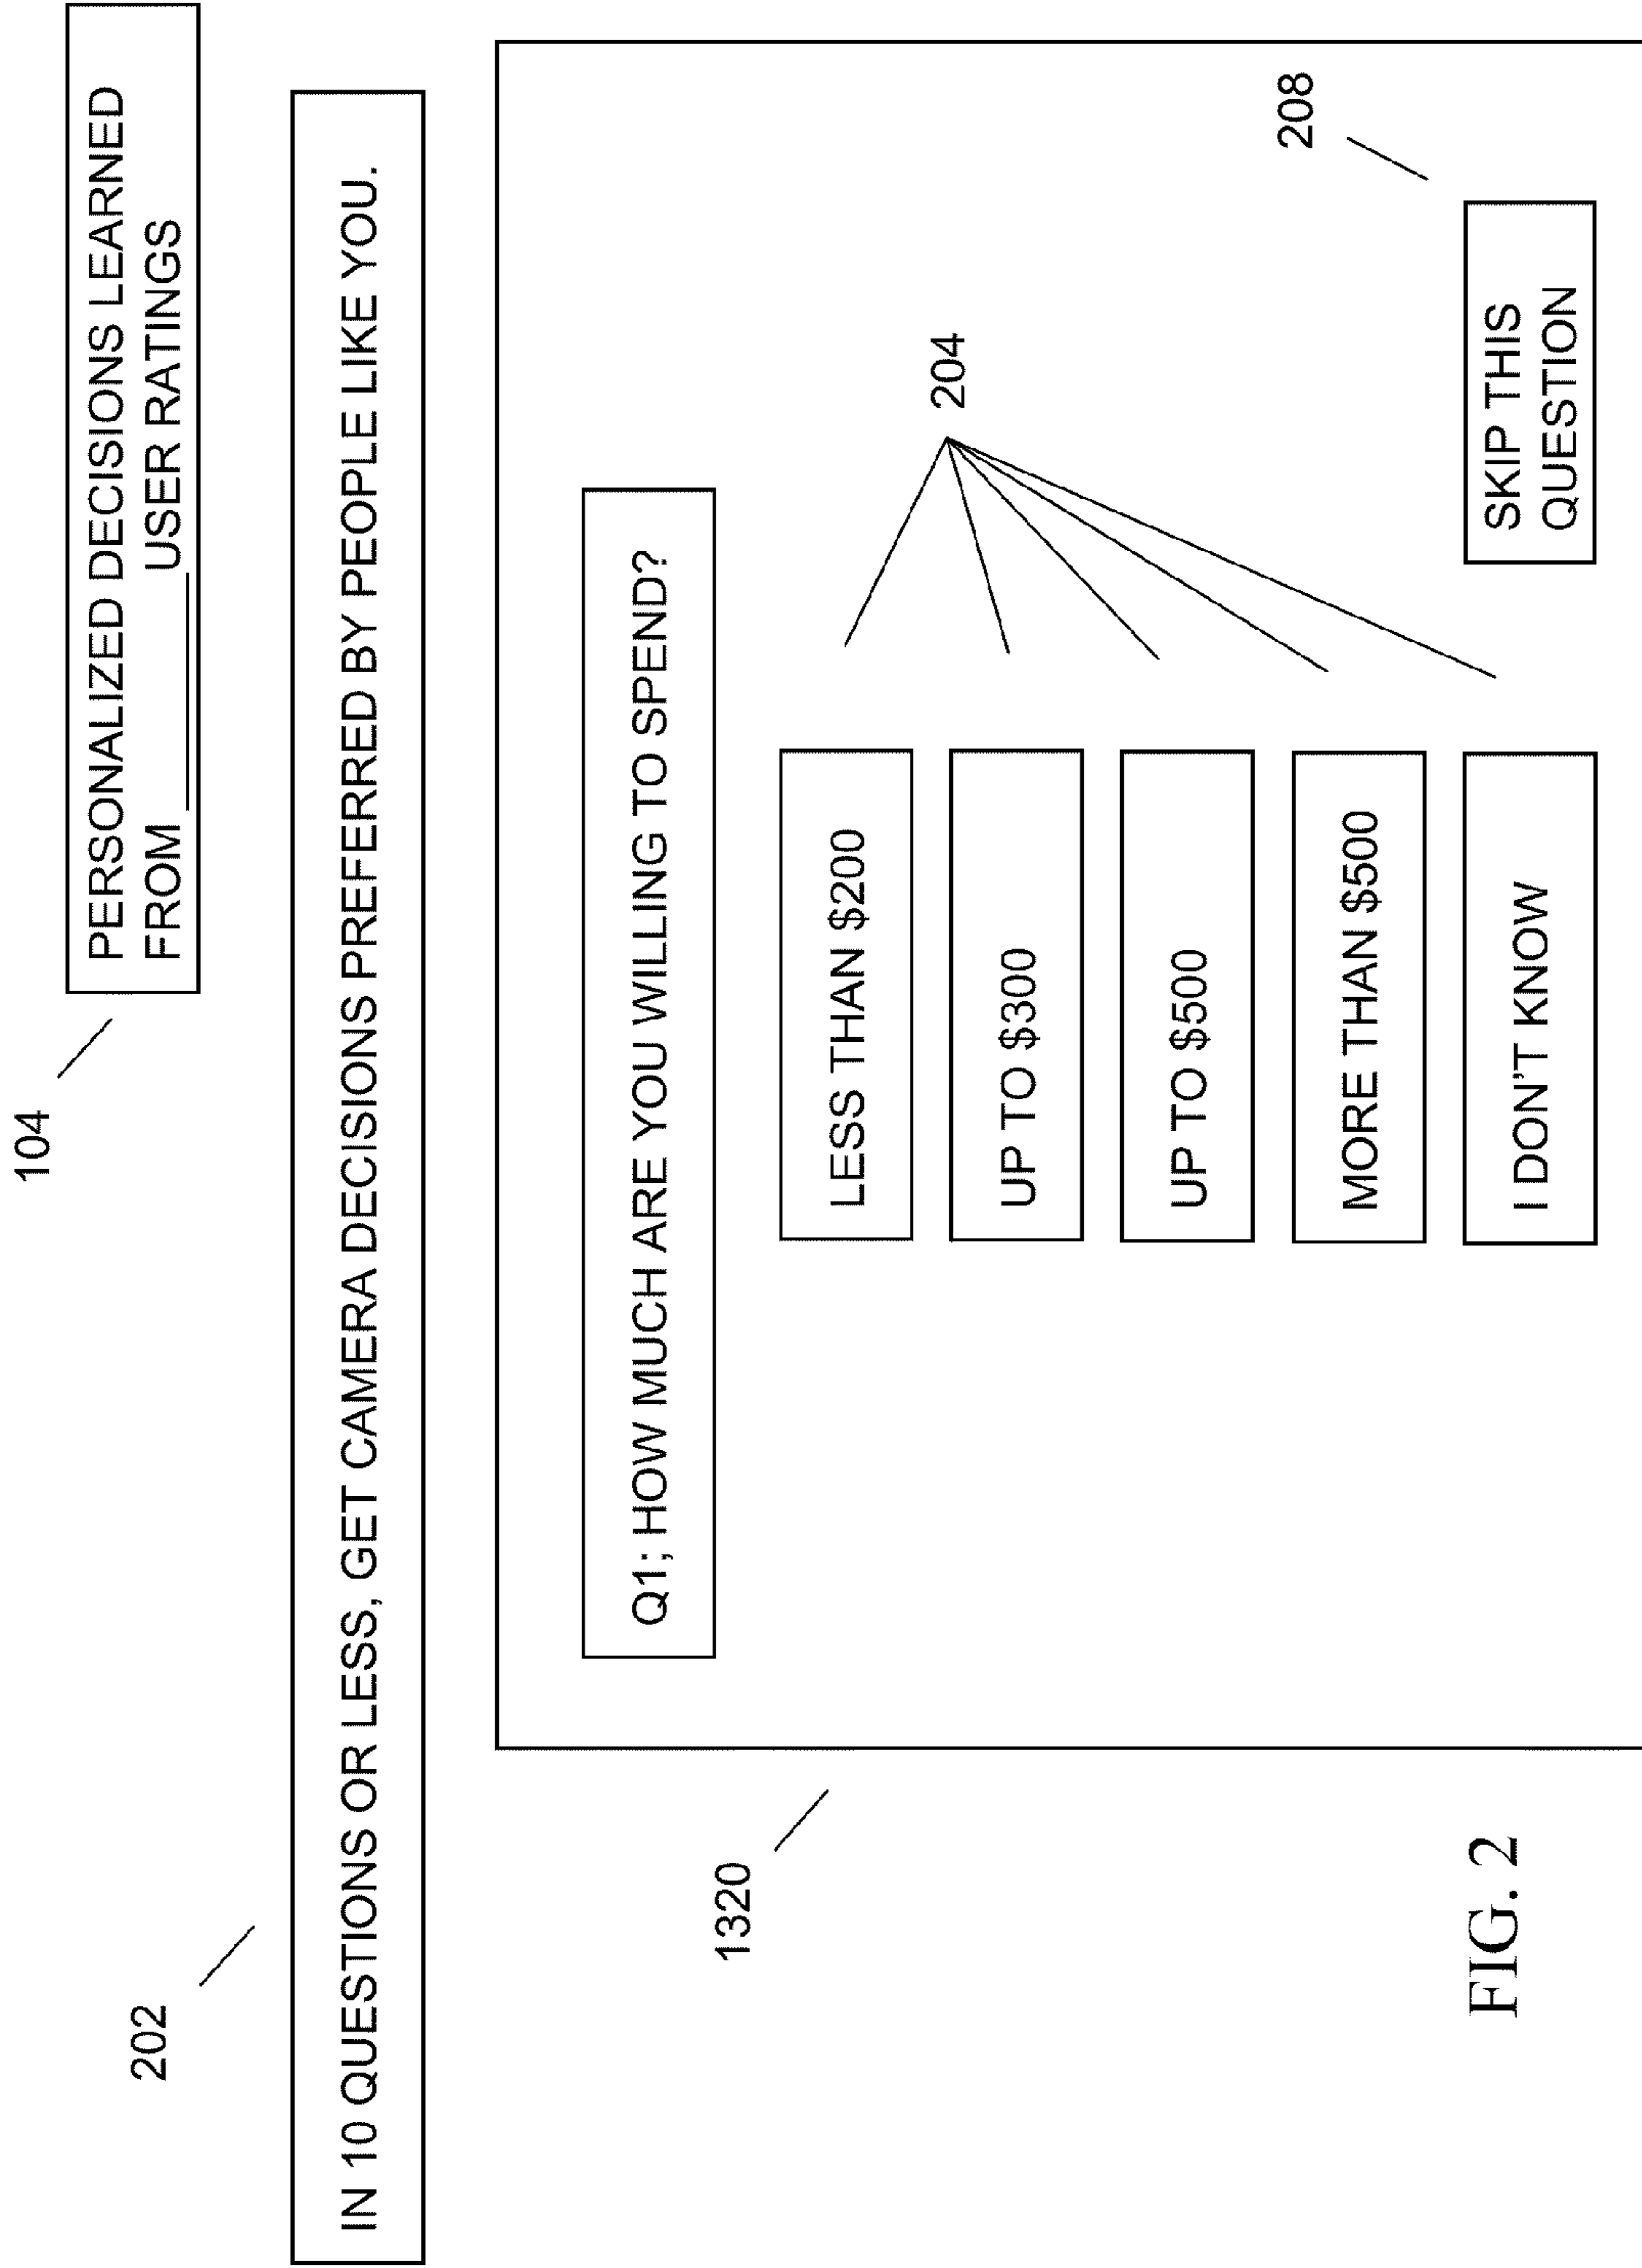 104
PERSONALIZED DECISIONS LEARNED
FROM __________ USER RATINGS
202
IN 10 QUESTIONS OR LESS, GET CAMERA DECISIONS PREFERRED BY PEOPLE LIKE YOU.
1320
Q1; HOW MUCH ARE YOU WILLING TO SPEND?
204
LESS THAN $200
UP TO $300
UP TO $500
MORE THAN $500
I DON'T KNOW
208
SKIP THIS
QUESTION
FIG. 2